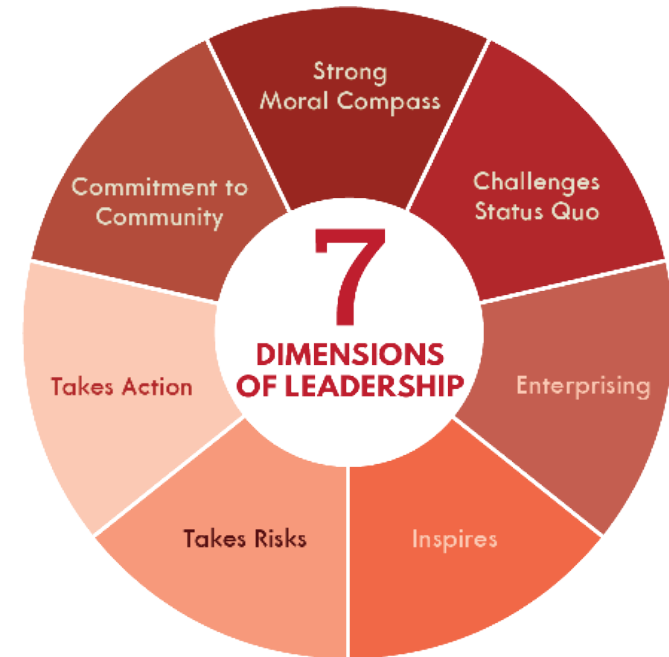 Strong
Moral Compass
Challenges
Status Quo
Enterprising
Inspires
Takes Risks
Takes Action
Commitment to
Community
7
DIMENSIONS
OF LEADERSHIP